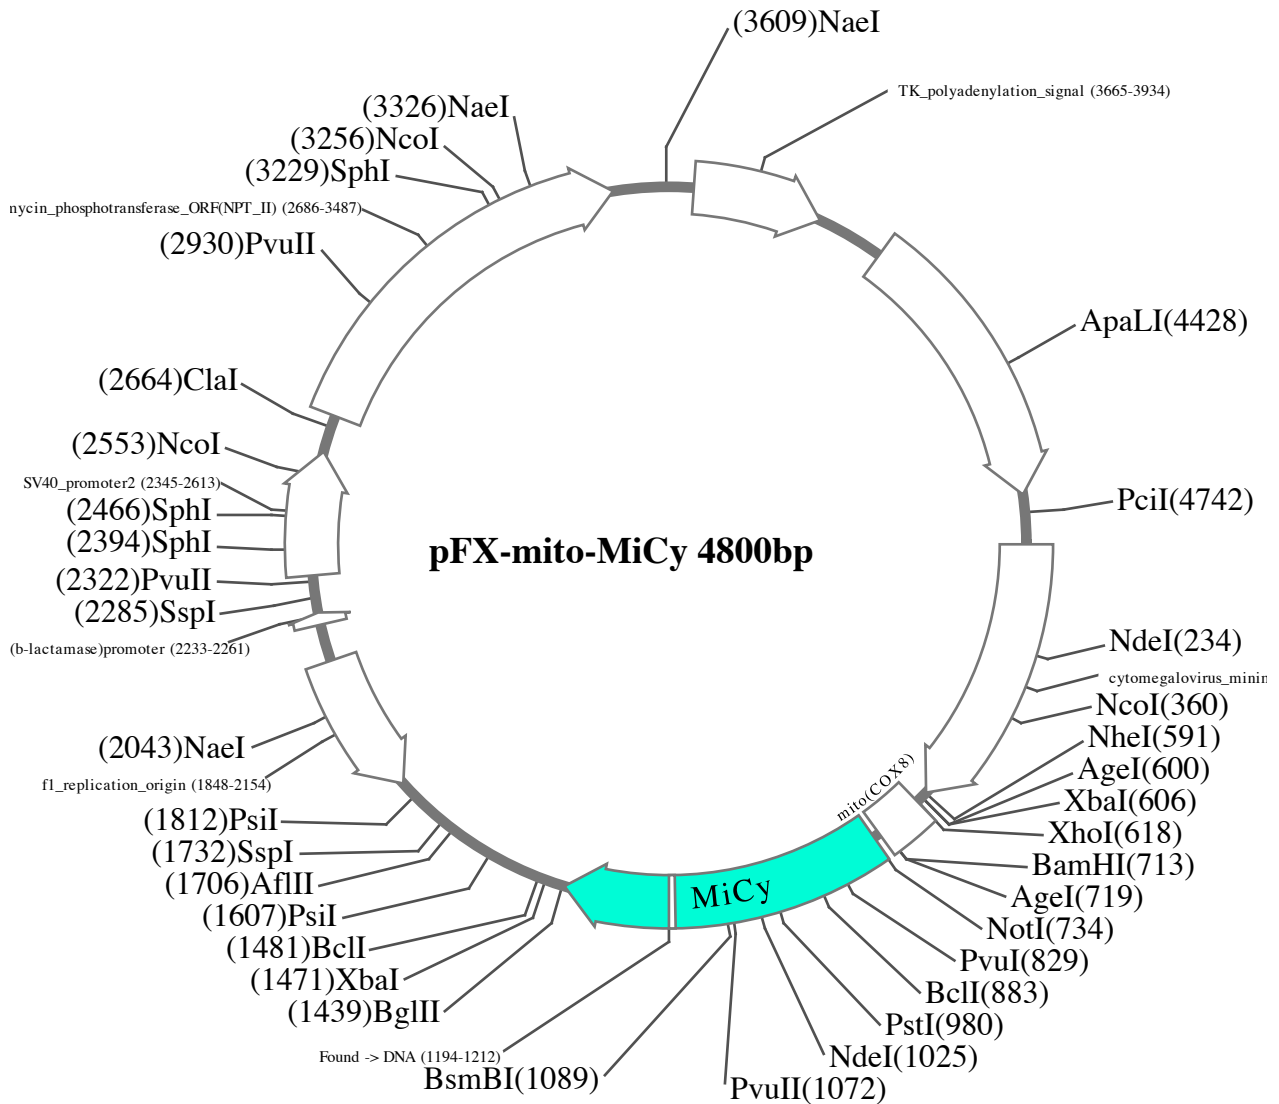 (3609)NaeI
TK_polyadenylation_signal (3665-3934)
(3326)NaeI
(3256)NcoI
(3229)SphI
nycin_phosphotransferase_ORF(NPT_II) (2686-3487)
(2930)PvuII
ApaLI(4428)
(2664)ClaI
(2553)NcoI
SV40_promoter2 (2345-2613)
(2466)SphI
(2394)SphI
(2322)PvuII
(2285)SspI
(b-lactamase)promoter (2233-2261)
PciI(4742)
pFX-mito-MiCy 4800bp
NdeI(234)
cytomegalovirus_minin
NcoI(360)
NheI(591)
AgeI(600)
XbaI(606)
XhoI(618)
BamHI(713)
AgeI(719)
NotI(734)
PvuI(829)
BclI(883)
PstI(980)
NdeI(1025)
PvuII(1072)
mito(COX8)
MiCy
(2043)NaeI
f1_replication_origin (1848-2154)
(1812)PsiI
(1732)SspI
(1706)AflII
(1607)PsiI
(1481)BclI
(1471)XbaI
(1439)BglII
Found -> DNA (1194-1212)
BsmBI(1089)